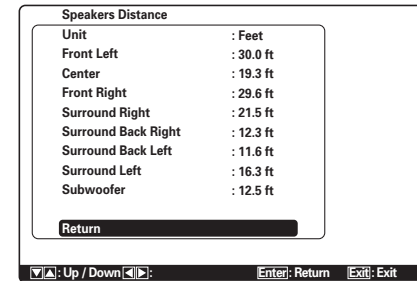 Speakers Distance
Unit : Feet
Front Left : 30.0 ft
Center : 19.3 ft
Front Right : 29.6 ft
Surround Right : 21.5 ft
Surround Back Right : 12.3 ft
Surround Back Left : 11.6 ft
Surround Left : 16.3 ft
Subwoofer : 12.5 ft
Return
▼▲: Up / Down ◀▶: Enter: Return Exit: Exit